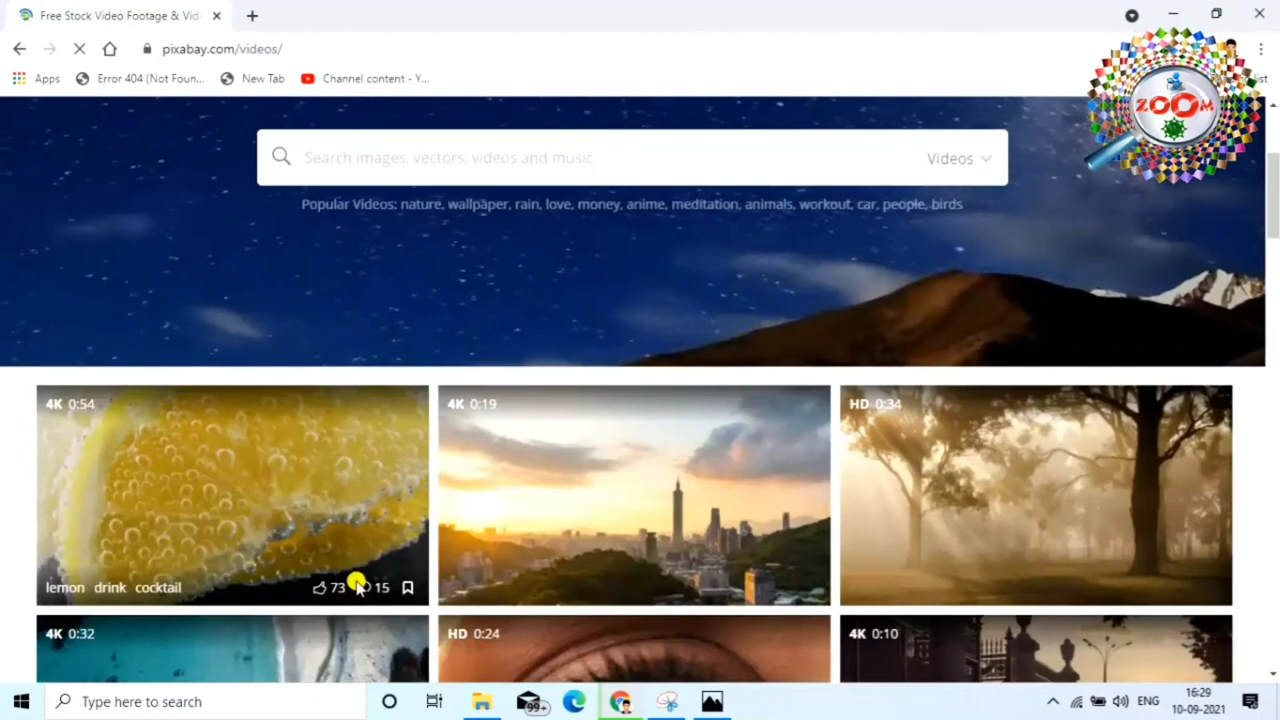 Free Stock Video Footage & Vid
pixabay.com/videos/
Apps
Error 404 (Not Foun...
New Tab
Channel content - Y...
ZOOM
Search images, vectors, videos and music
Videos
Popular Videos: nature, wallpaper, rain, love, money, anime, meditation, animals, workout, car, people, birds
4K 0:54
4K 0:19
HD 0:34
lemon drink cocktail
73
15
4K 0:32
HD 0:24
4K 0:10
Type here to search
99+
ENG
16:29
10-09-2021